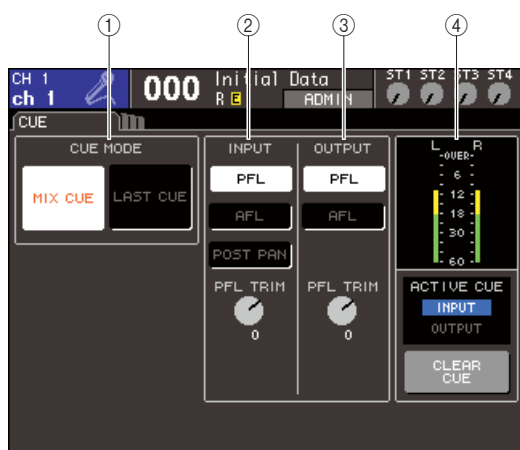 ① ② ③ ④
CH 1
ch 1
000
Initial Data
R E ADMIN
ST1 ST2 ST3 ST4
CUE
CUE MODE
MIX CUE
LAST CUE
INPUT
PFL
AFL
POST PAN
PFL TRIM
0
OUTPUT
PFL
AFL
PFL TRIM
0
L R
-OVER-
6
12
18
30
60
ACTIVE CUE
INPUT
OUTPUT
CLEAR
CUE